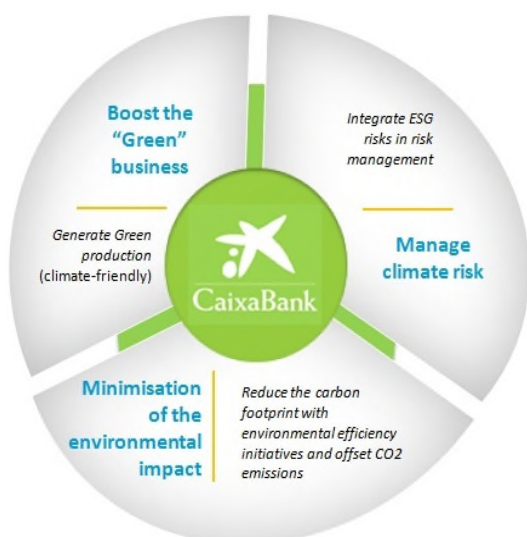 Boost the
“Green”
business
Generate Green
production
(climate-friendly)
Integrate ESG
risks in risk
management
Manage
climate risk
CaixaBank
Minimisation
of the
environmental
impact
Reduce the carbon
footprint with
environmental efficiency
initiatives and offset CO2
emissions